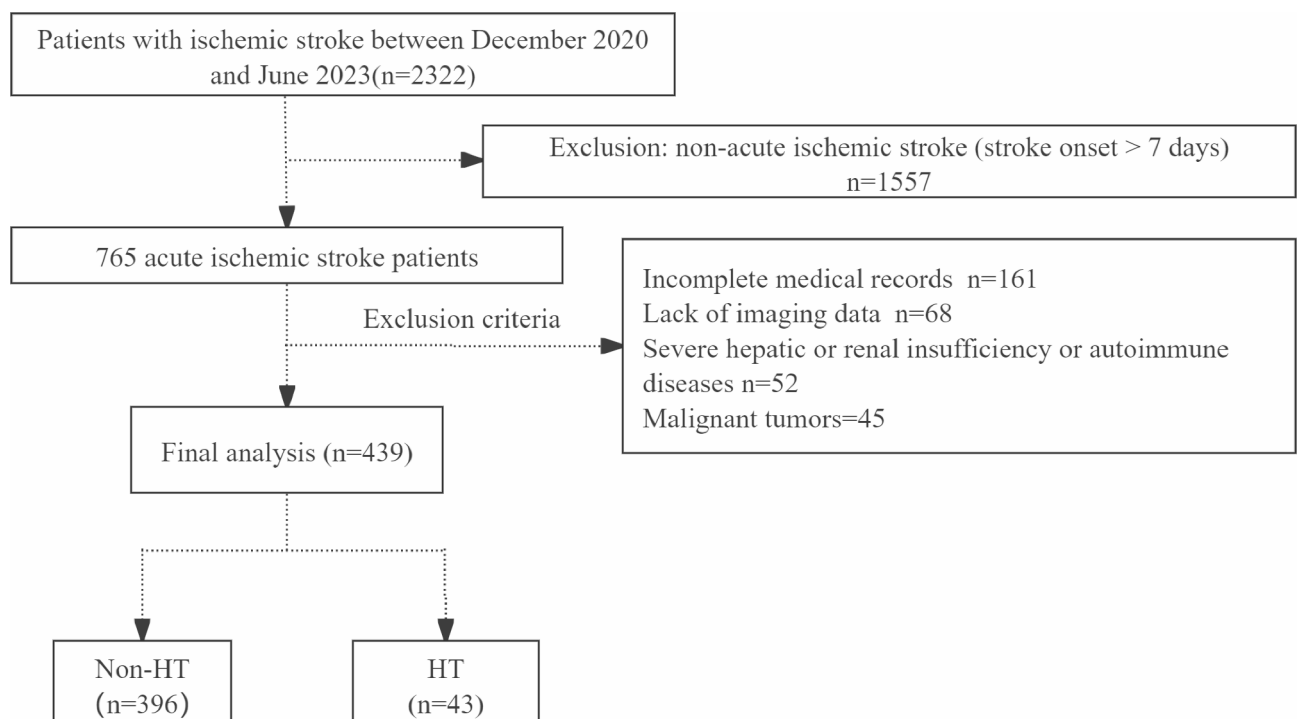 Patients with ischemic stroke between December 2020
and June 2023(n=2322)
Exclusion: non-acute ischemic stroke (stroke onset > 7 days)
n=1557
765 acute ischemic stroke patients
Exclusion criteria
Incomplete medical records  n=161
Lack of imaging data  n=68
Severe hepatic or renal insufficiency or autoimmune
diseases n=52
Malignant tumors=45
Final analysis (n=439)
Non-HT
(n=396)
HT
(n=43)